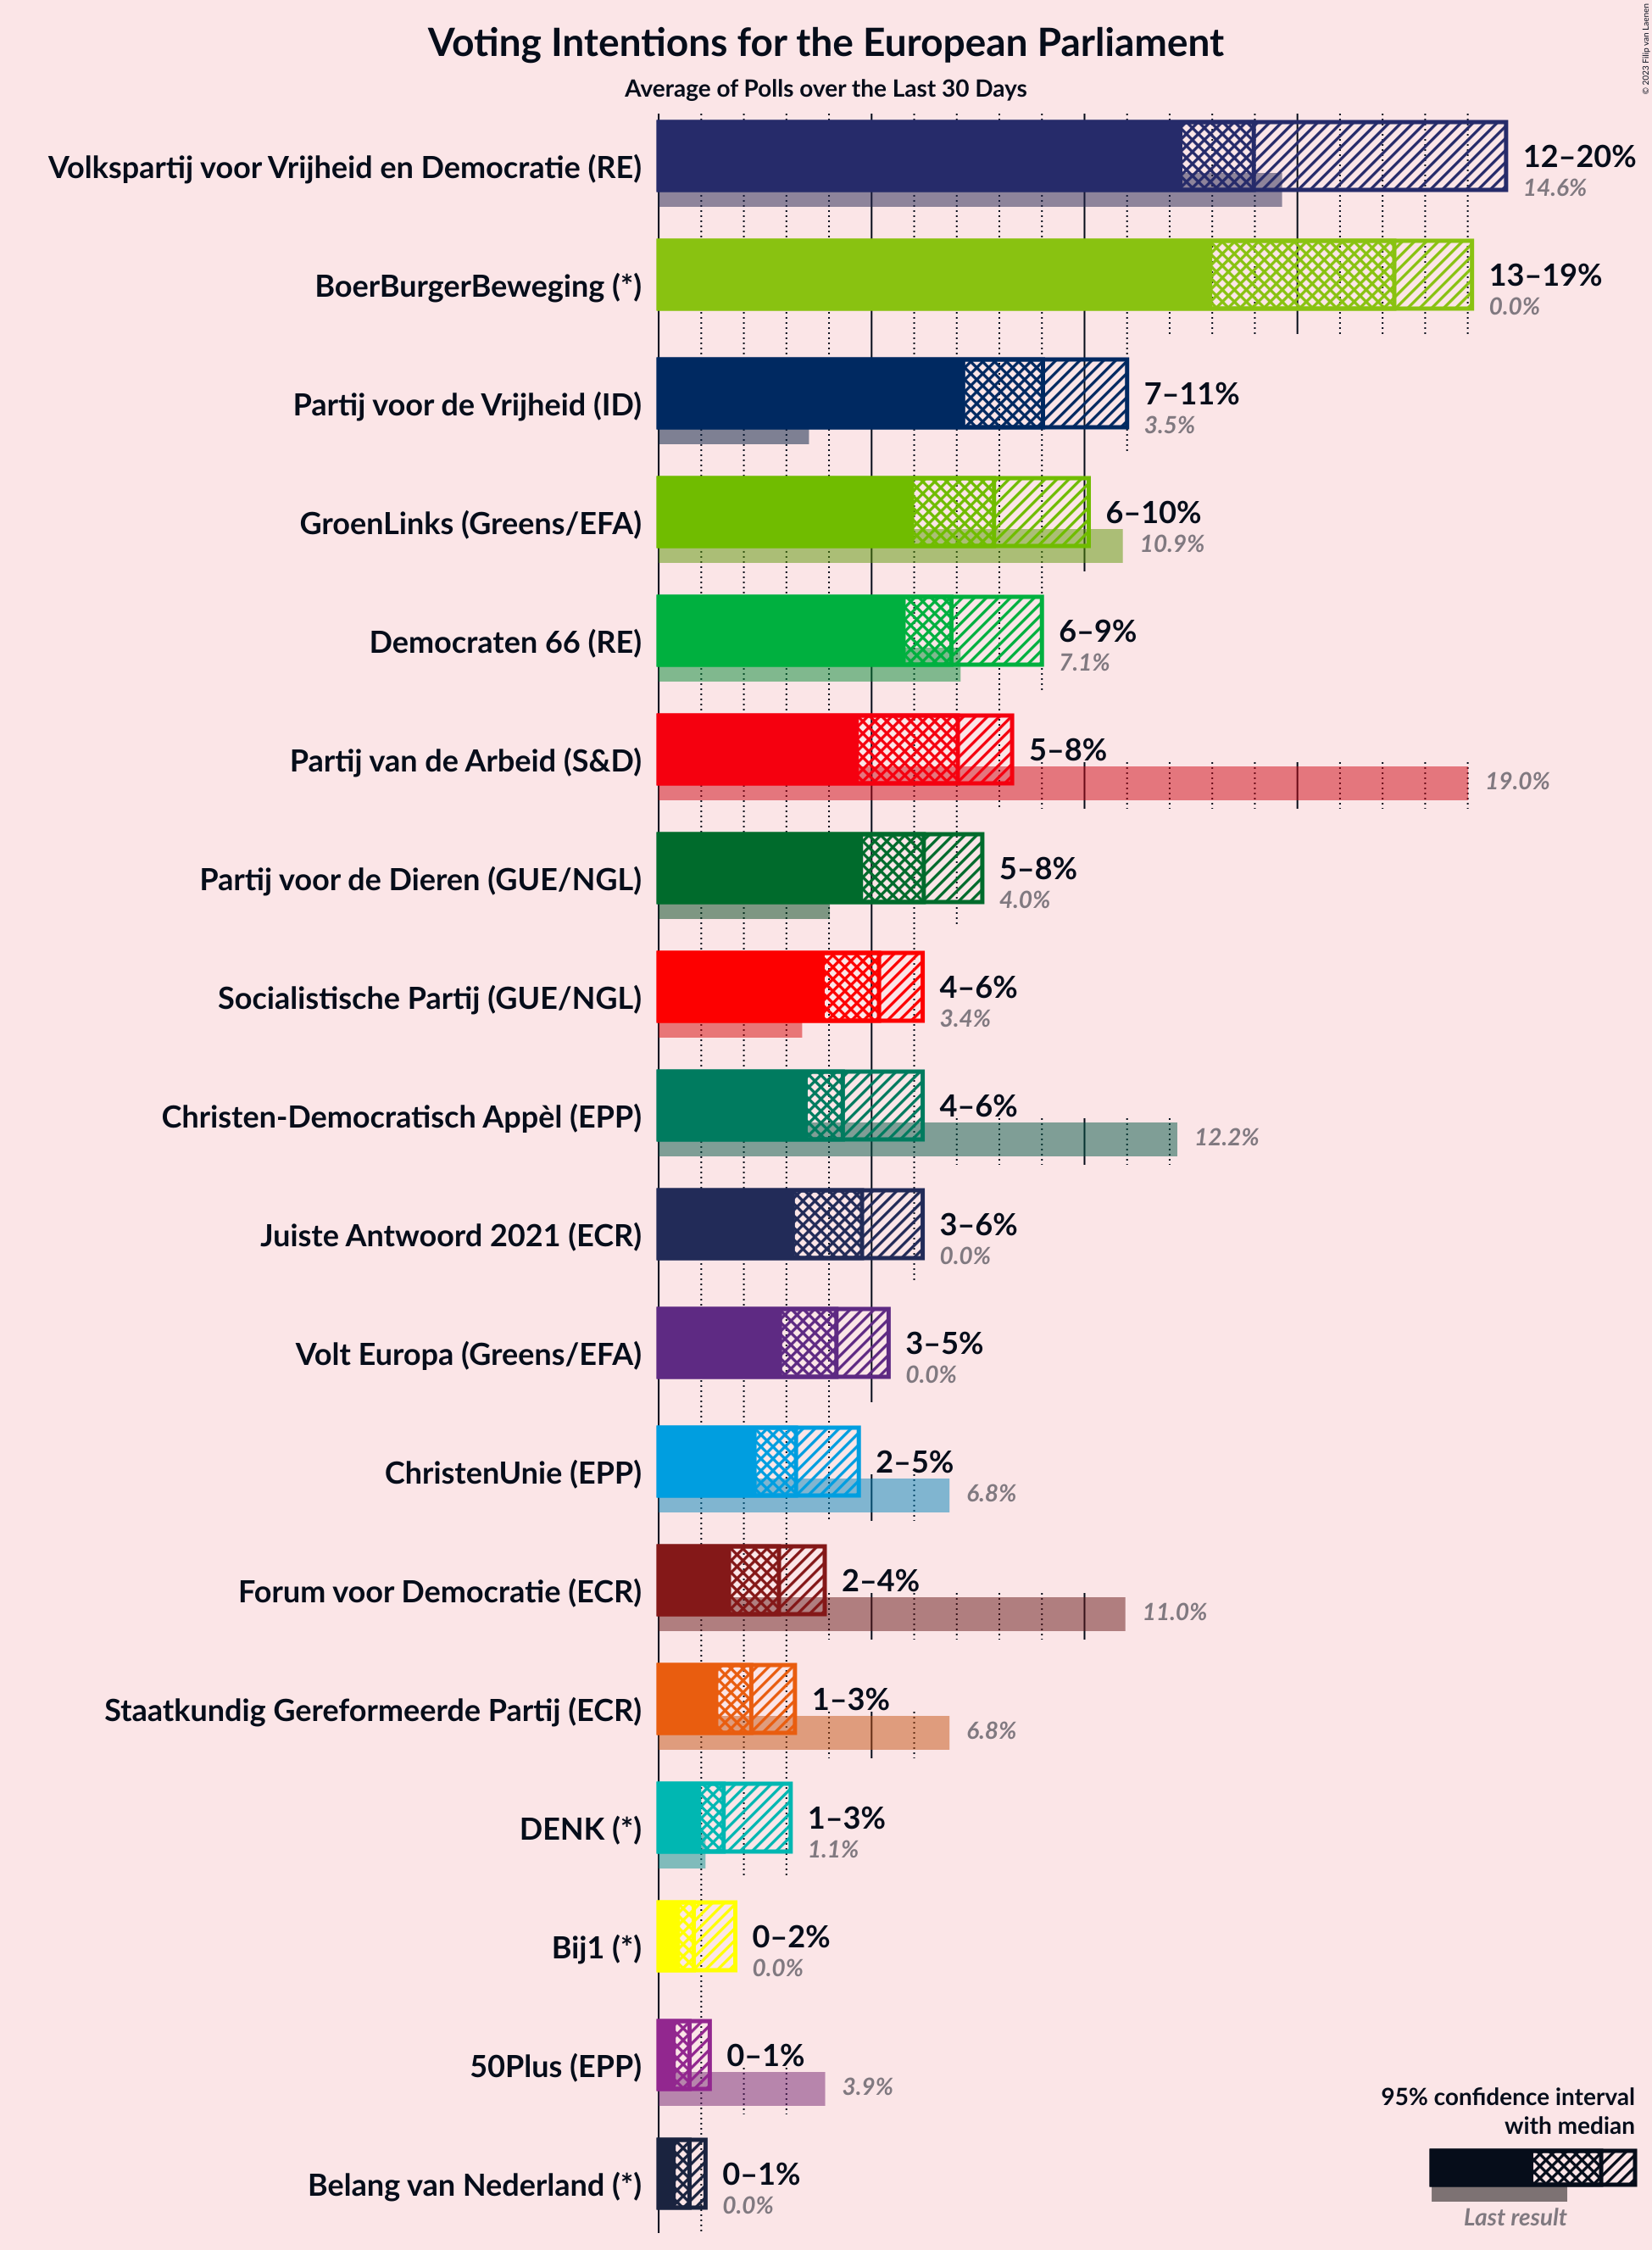 Voting Intentions for the European Parliament
Average of Polls over the Last 30 Days
© 2023 Filip van Laenen
Volkspartij voor Vrijheid en Democratie (RE)
12–20%
14.6%
BoerBurgerBeweging (*)
13–19%
0.0%
Partij voor de Vrijheid (ID)
7–11%
3.5%
GroenLinks (Greens/EFA)
6–10%
10.9%
Democraten 66 (RE)
6–9%
7.1%
Partij van de Arbeid (S&D)
5–8%
19.0%
Partij voor de Dieren (GUE/NGL)
5–8%
4.0%
Socialistische Partij (GUE/NGL)
4–6%
3.4%
Christen-Democratisch Appèl (EPP)
4–6%
12.2%
Juiste Antwoord 2021 (ECR)
3–6%
0.0%
Volt Europa (Greens/EFA)
3–5%
0.0%
ChristenUnie (EPP)
2–5%
6.8%
Forum voor Democratie (ECR)
2–4%
11.0%
Staatkundig Gereformeerde Partij (ECR)
1–3%
6.8%
DENK (*)
1–3%
1.1%
Bij1 (*)
0–2%
0.0%
50Plus (EPP)
0–1%
3.9%
Belang van Nederland (*)
0–1%
0.0%
95% confidence interval
with median
Last result